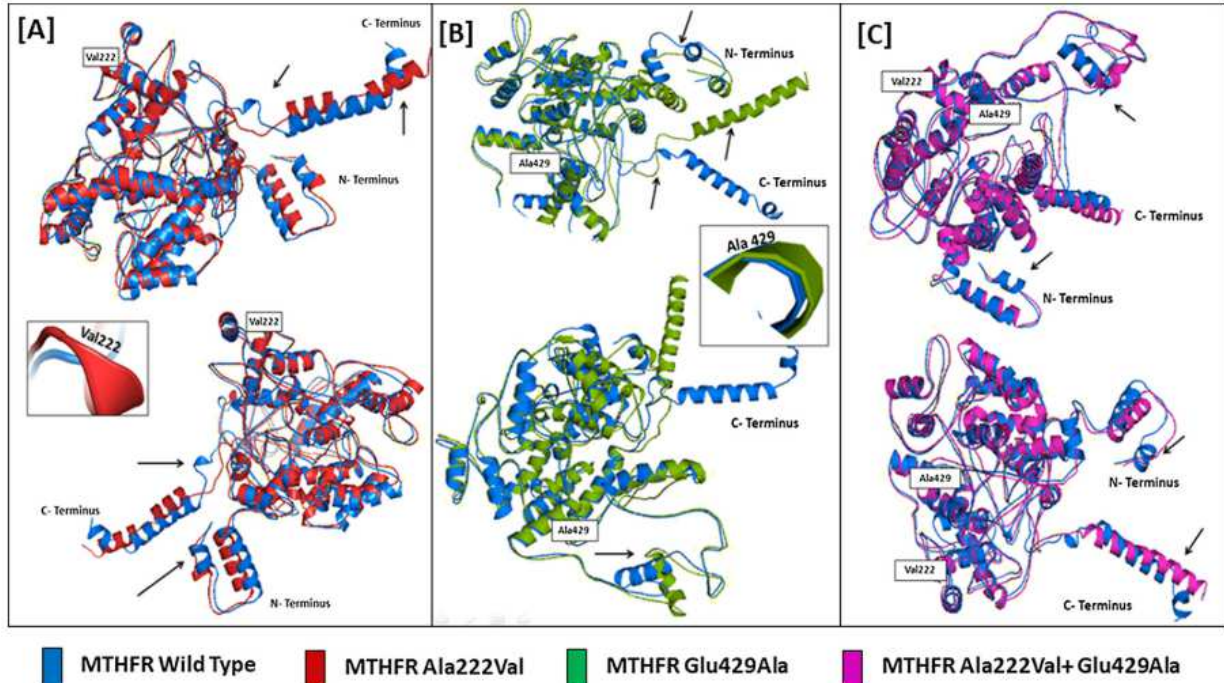 [A]
C- Terminus
Val222
N- Terminus
Val222
Val222
C- Terminus
N- Terminus
[B]
N- Terminus
Ala429
C- Terminus
Ala 429
C- Terminus
Ala429
[C]
Val222
Ala429
C- Terminus
N- Terminus
Ala429
N- Terminus
Val222
C- Terminus
MTHFR Wild Type
MTHFR Ala222Val
MTHFR Glu429Ala
MTHFR Ala222Val+ Glu429Ala